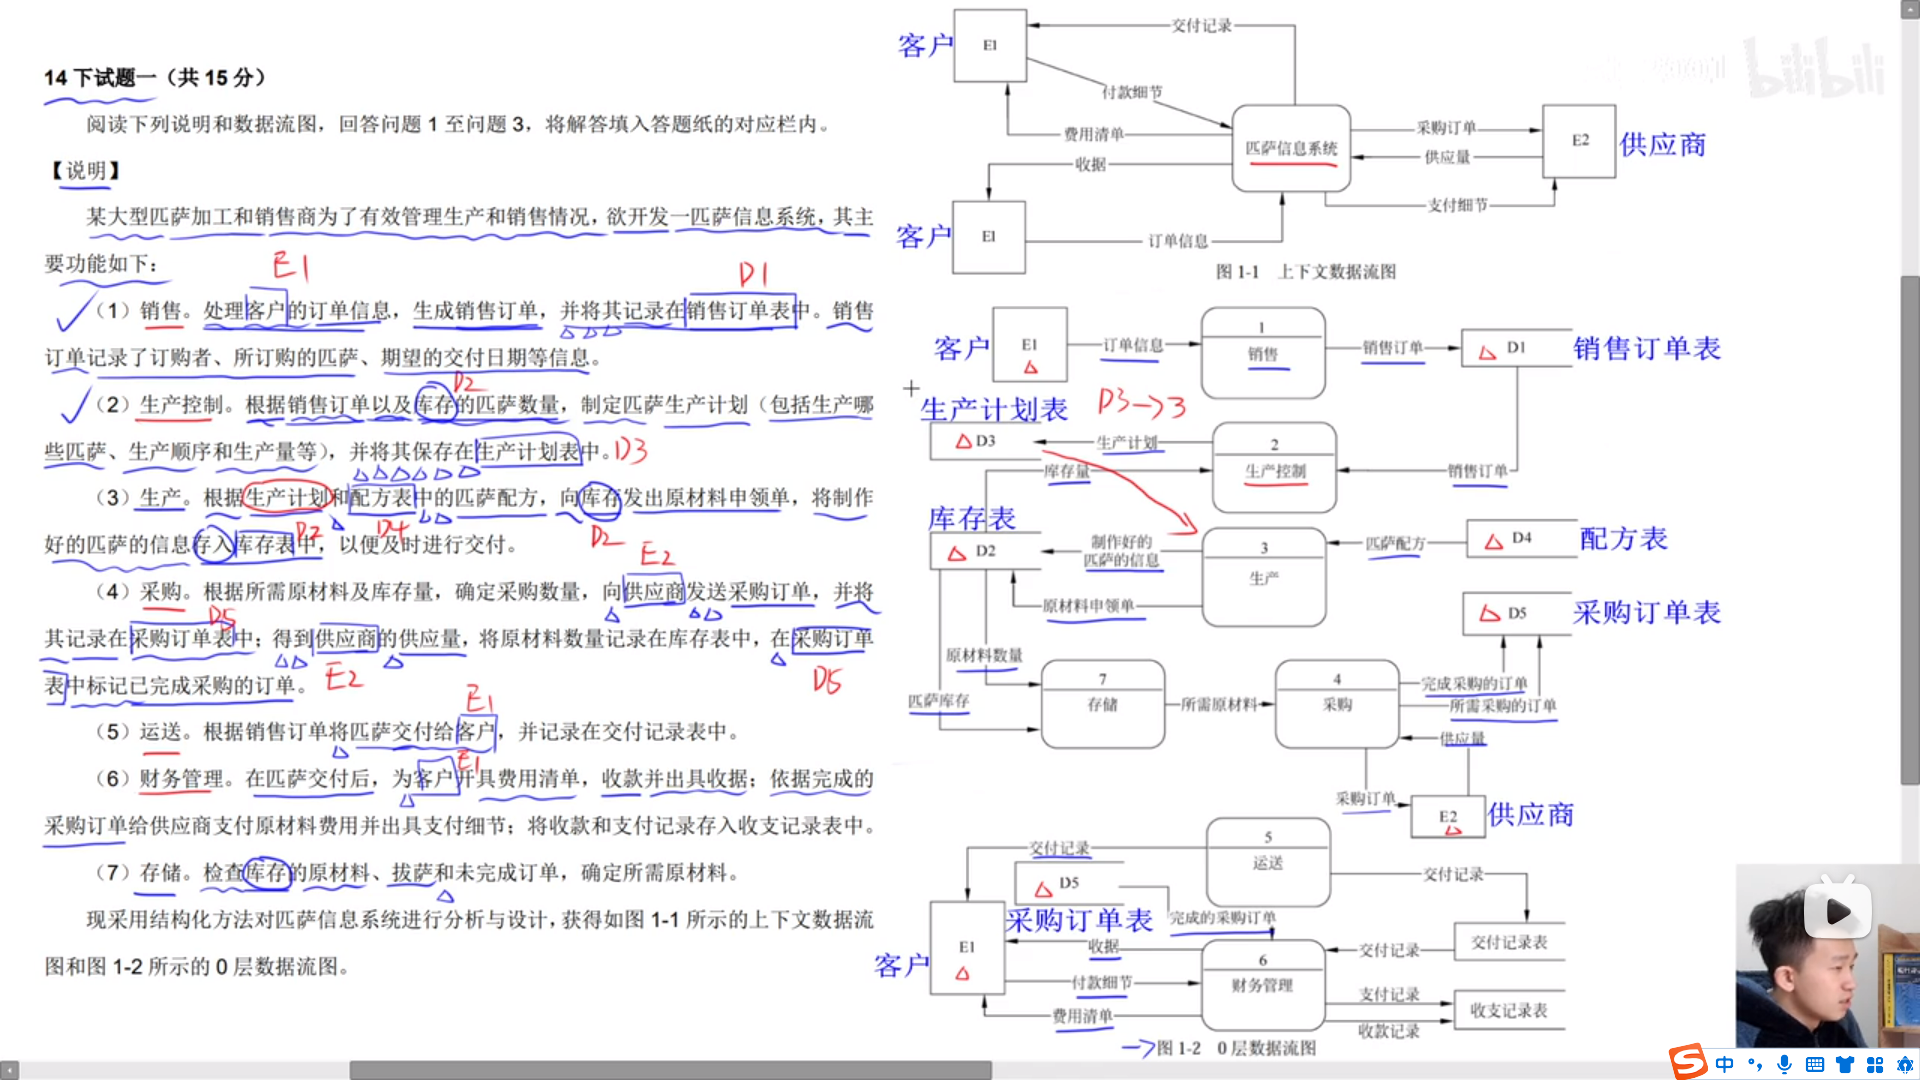 14 下试题一（共 15 分）
阅读下列说明和数据流图，回答问题 1 至问题 3，将解答填入答题纸的对应栏内。
【说明】
某大型匹萨加工和销售商为了有效管理生产和销售情况，欲开发一匹萨信息系统，其主
要功能如下：
E1
D1
（1）销售。处理客户的订单信息，生成销售订单，并将其记录在销售订单表中。销售
订单记录了订购者、所订购的匹萨、期望的交付日期等信息。
D2
（2）生产控制。根据销售订单以及库存的匹萨数量，制定匹萨生产计划（包括生产哪
些匹萨、生产顺序和生产量等），并将其保存在生产计划表中。D3
（3）生产。根据生产计划和配方表中的匹萨配方，向库存发出原材料申领单，将制作
D4
D2
好的匹萨的信息存入库存表中，以便及时进行交付。
D2
E2
（4）采购。根据所需原材料及库存量，确定采购数量，向供应商发送采购订单，并将
D5
其记录在采购订单表中；得到供应商的供应量，将原材料数量记录在库存表中，在采购订单
表中标记已完成采购的订单。
E2
D5
E1
（5）运送。根据销售订单将匹萨交付给客户，并记录在交付记录表中。
E1
（6）财务管理。在匹萨交付后，为客户开具费用清单，收款并出具收据；依据完成的
采购订单给供应商支付原材料费用并出具支付细节；将收款和支付记录存入收支记录表中。
（7）存储。检查库存的原材料、拔萨和未完成订单，确定所需原材料。
现采用结构化方法对匹萨信息系统进行分析与设计，获得如图 1-1 所示的上下文数据流
图和图 1-2 所示的 0 层数据流图。
客户
E1
交付记录
付款细节
费用清单
收据
匹萨信息系统
采购订单
供应量
支付细节
E2
供应商
客户
E1
订单信息
图 1-1 上下文数据流图
客户
E1
订单信息
1
销售
销售订单
D1
销售订单表
生产计划表
D3→3
D3
生产计划
2
生产控制
库存量
销售订单
库存表
D2
制作好的
匹萨的信息
3
生产
匹萨配方
D4
配方表
原材料申领单
D5
采购订单表
原材料数量
匹萨库存
7
存储
所需原材料
4
采购
完成采购的订单
所需采购的订单
供应量
采购订单
E2
供应商
交付记录
5
运送
D5
采购订单表
完成的采购订单
交付记录
交付记录表
客户
E1
收据
付款细节
费用清单
6
财务管理
交付记录
支付记录
收款记录
收支记录表
图 1-2 0 层数据流图
bilibili
中